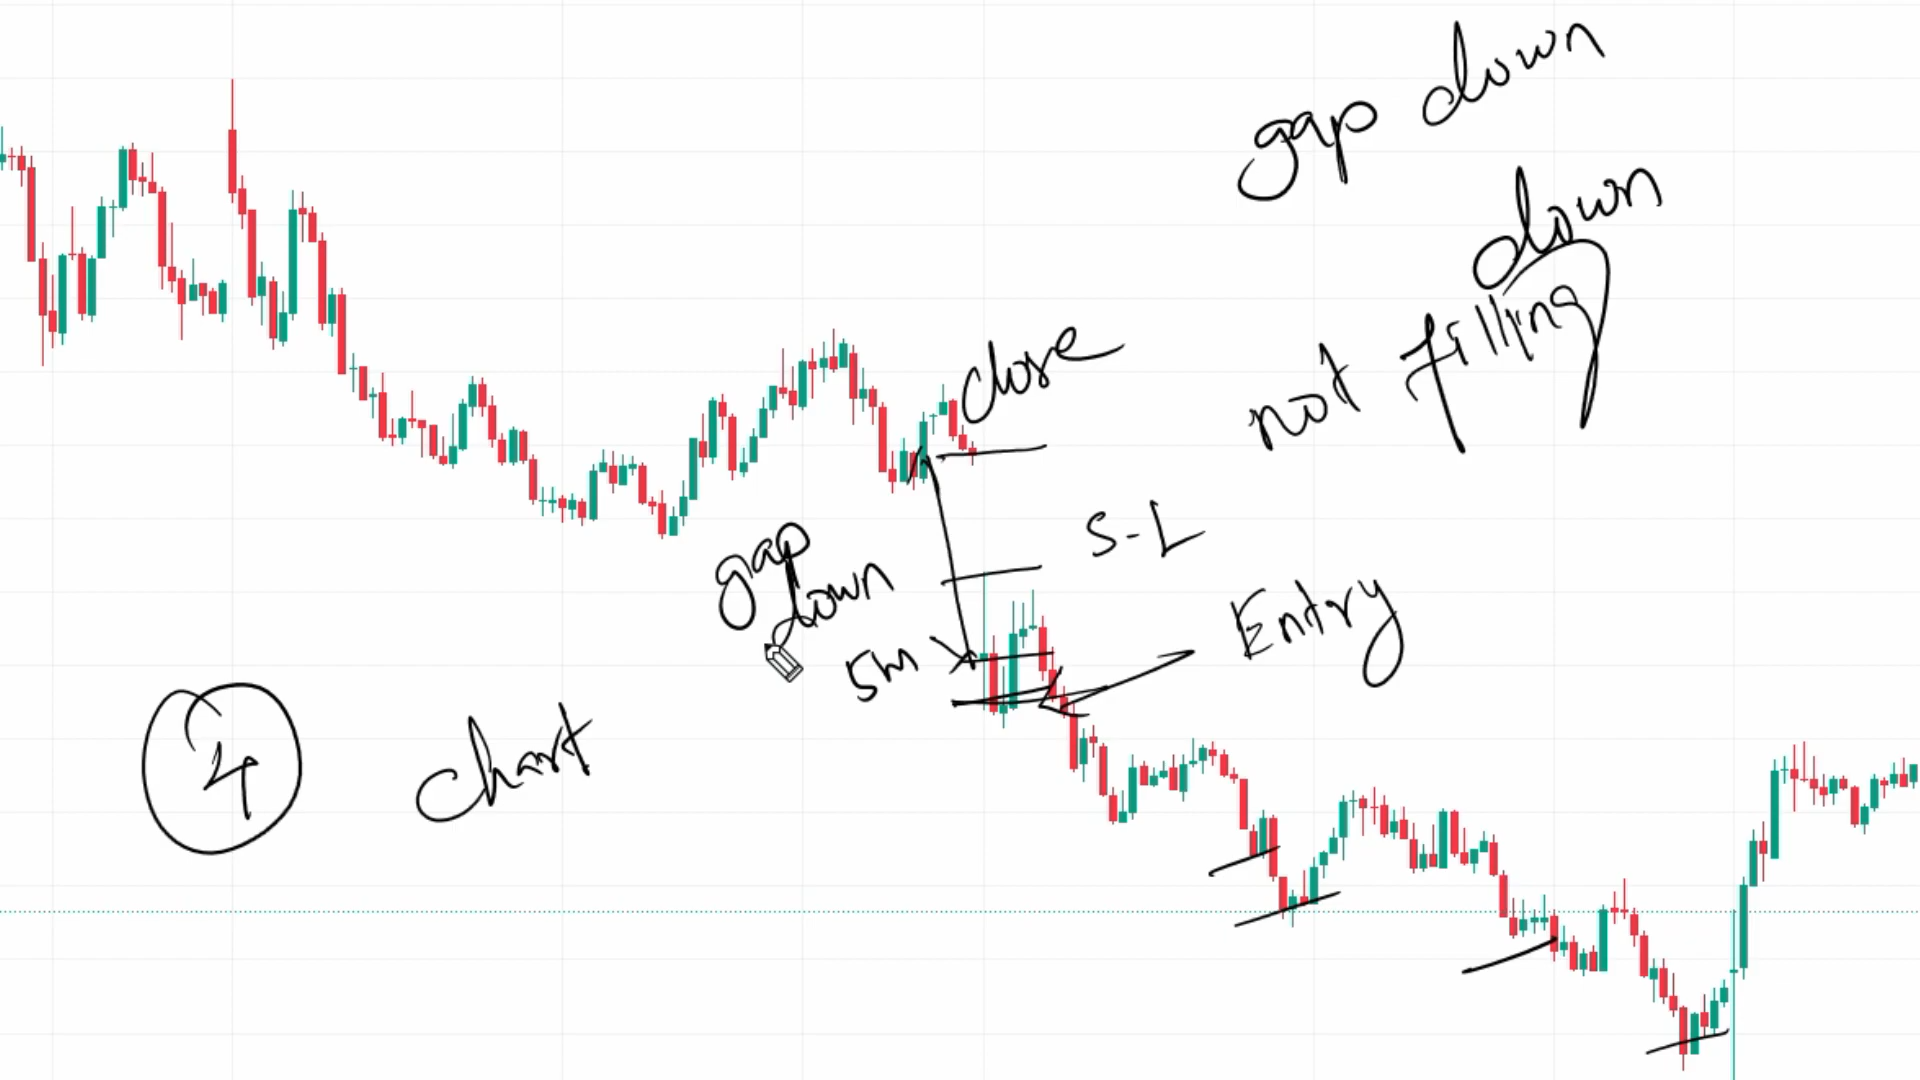 gap down
down
not filling
close
S-L
gap
down
Entry
5m
4
chart